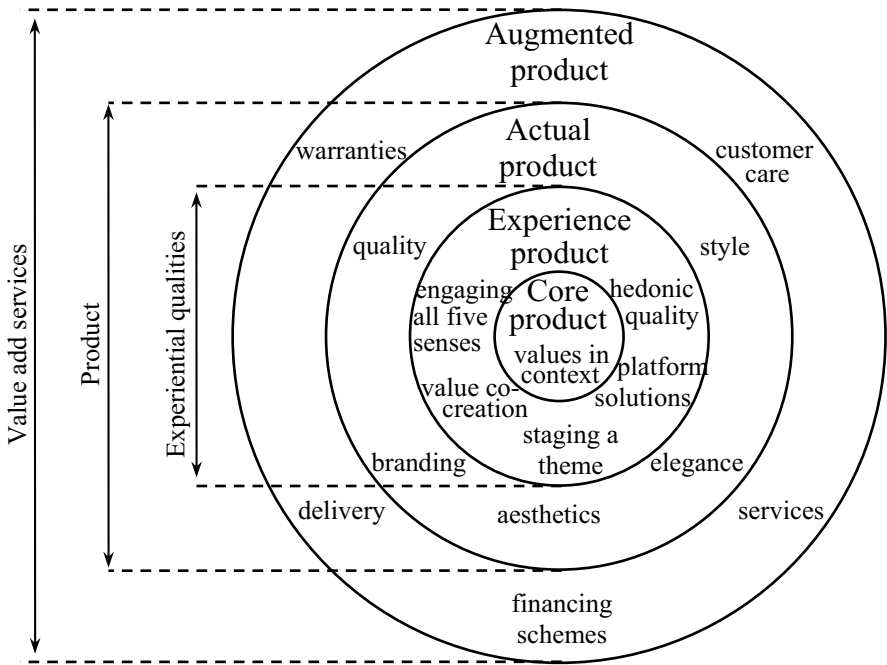 Augmented
product
Actual
product
warranties
customer
care
Experience
product
quality
style
engaging
all five
senses
Core
product
hedonic
quality
values in
context
platform
solutions
value co-
creation
staging a
theme
branding
elegance
delivery
aesthetics
services
financing
schemes
Value add services
Product
Experiential qualities